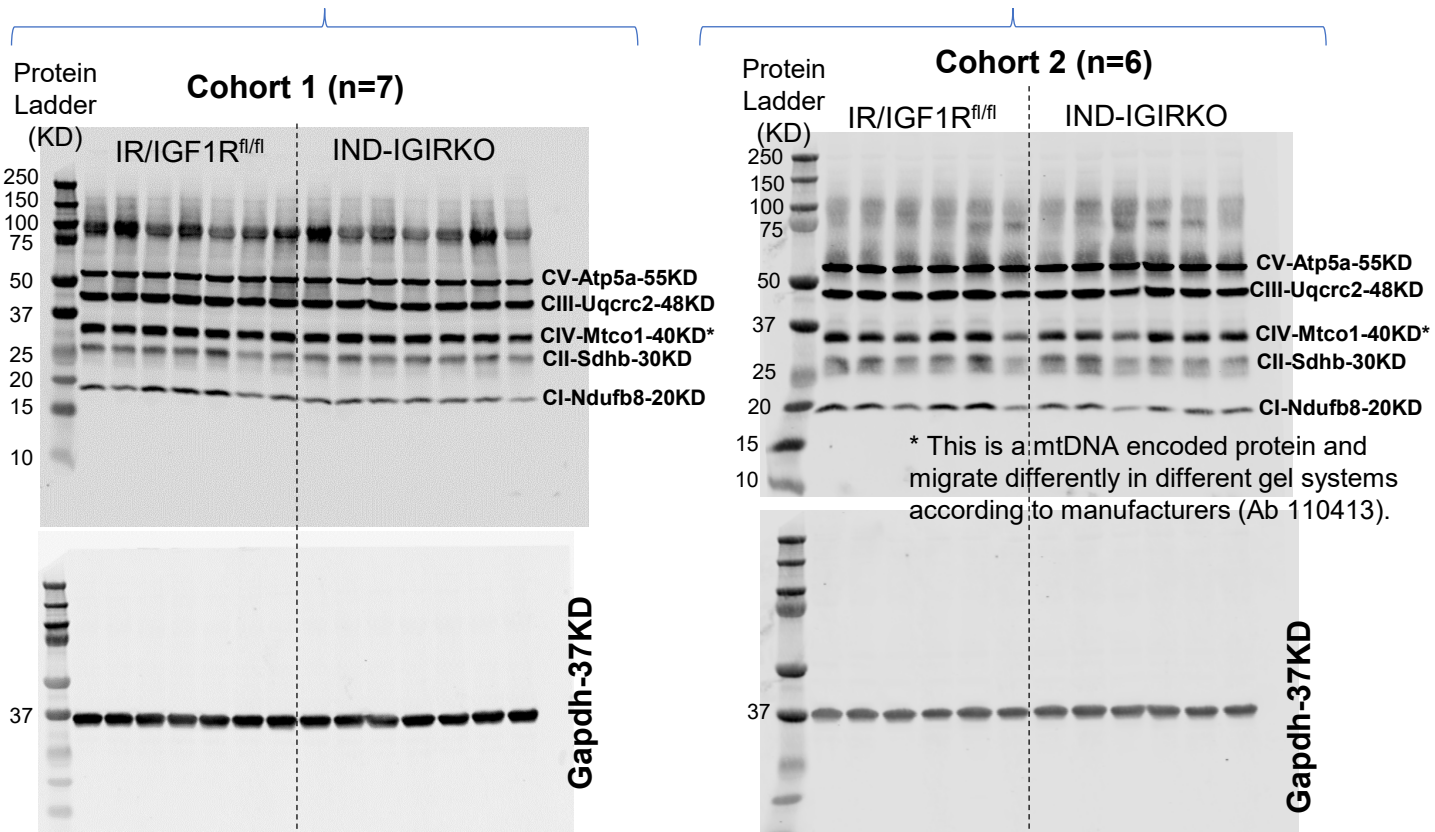 Protein
Ladder
(KD)
Cohort 1 (n=7)
IR/IGF1Rfl/fl
IND-IGIRKO
250
150
100
75
50
37
25
20
15
10
CV-Atp5a-55KD
CIII-Uqcrc2-48KD
CIV-Mtco1-40KD*
CII-Sdhb-30KD
CI-Ndufb8-20KD
37
Gapdh-37KD
Protein
Ladder
(KD)
Cohort 2 (n=6)
IR/IGF1Rfl/fl
IND-IGIRKO
250
150
100
75
50
37
25
20
15
10
CV-Atp5a-55KD
CIII-Uqcrc2-48KD
CIV-Mtco1-40KD*
CII-Sdhb-30KD
CI-Ndufb8-20KD
* This is a mtDNA encoded protein and
migrate differently in different gel systems
according to manufacturers (Ab 110413).
37
Gapdh-37KD